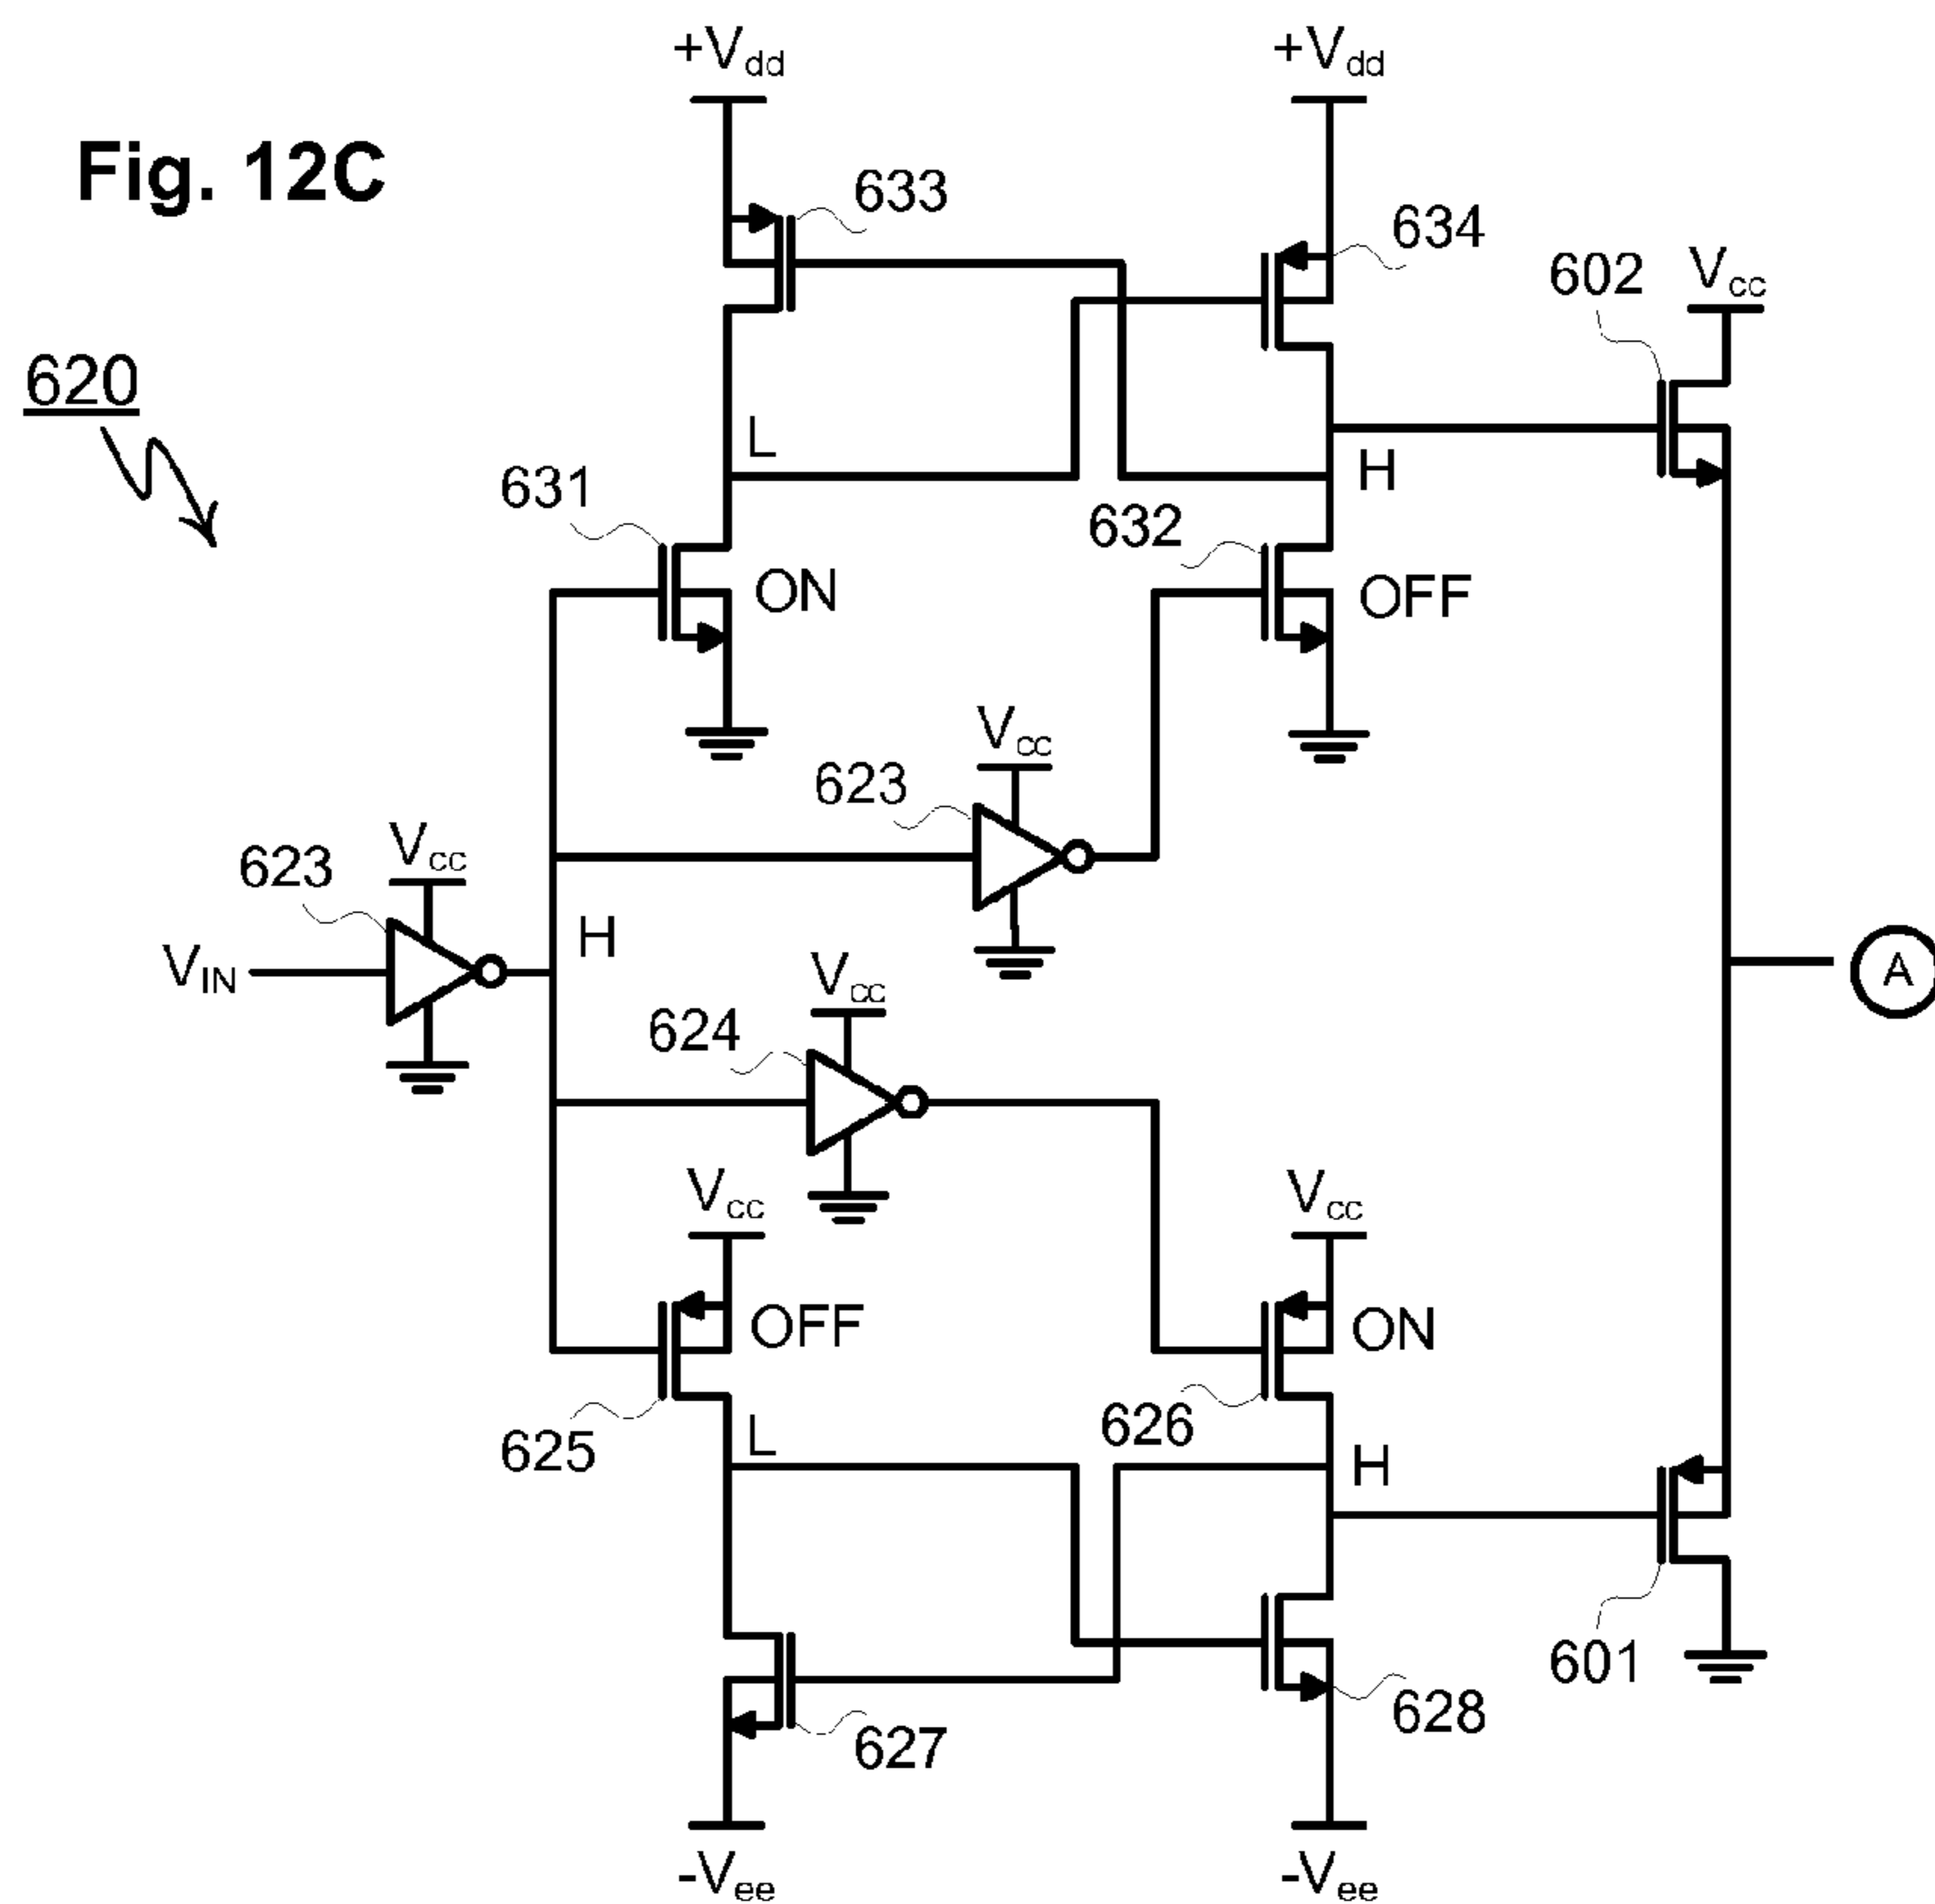 +Vdd
+Vdd
Fig. 12C
633
634
602
Vcc
620
L
H
631
632
ON
OFF
Vcc
623
Vcc
623
H
VIN
Vcc
A
624
Vcc
Vcc
OFF
ON
625
626
L
H
601
628
627
-Vee
-Vee